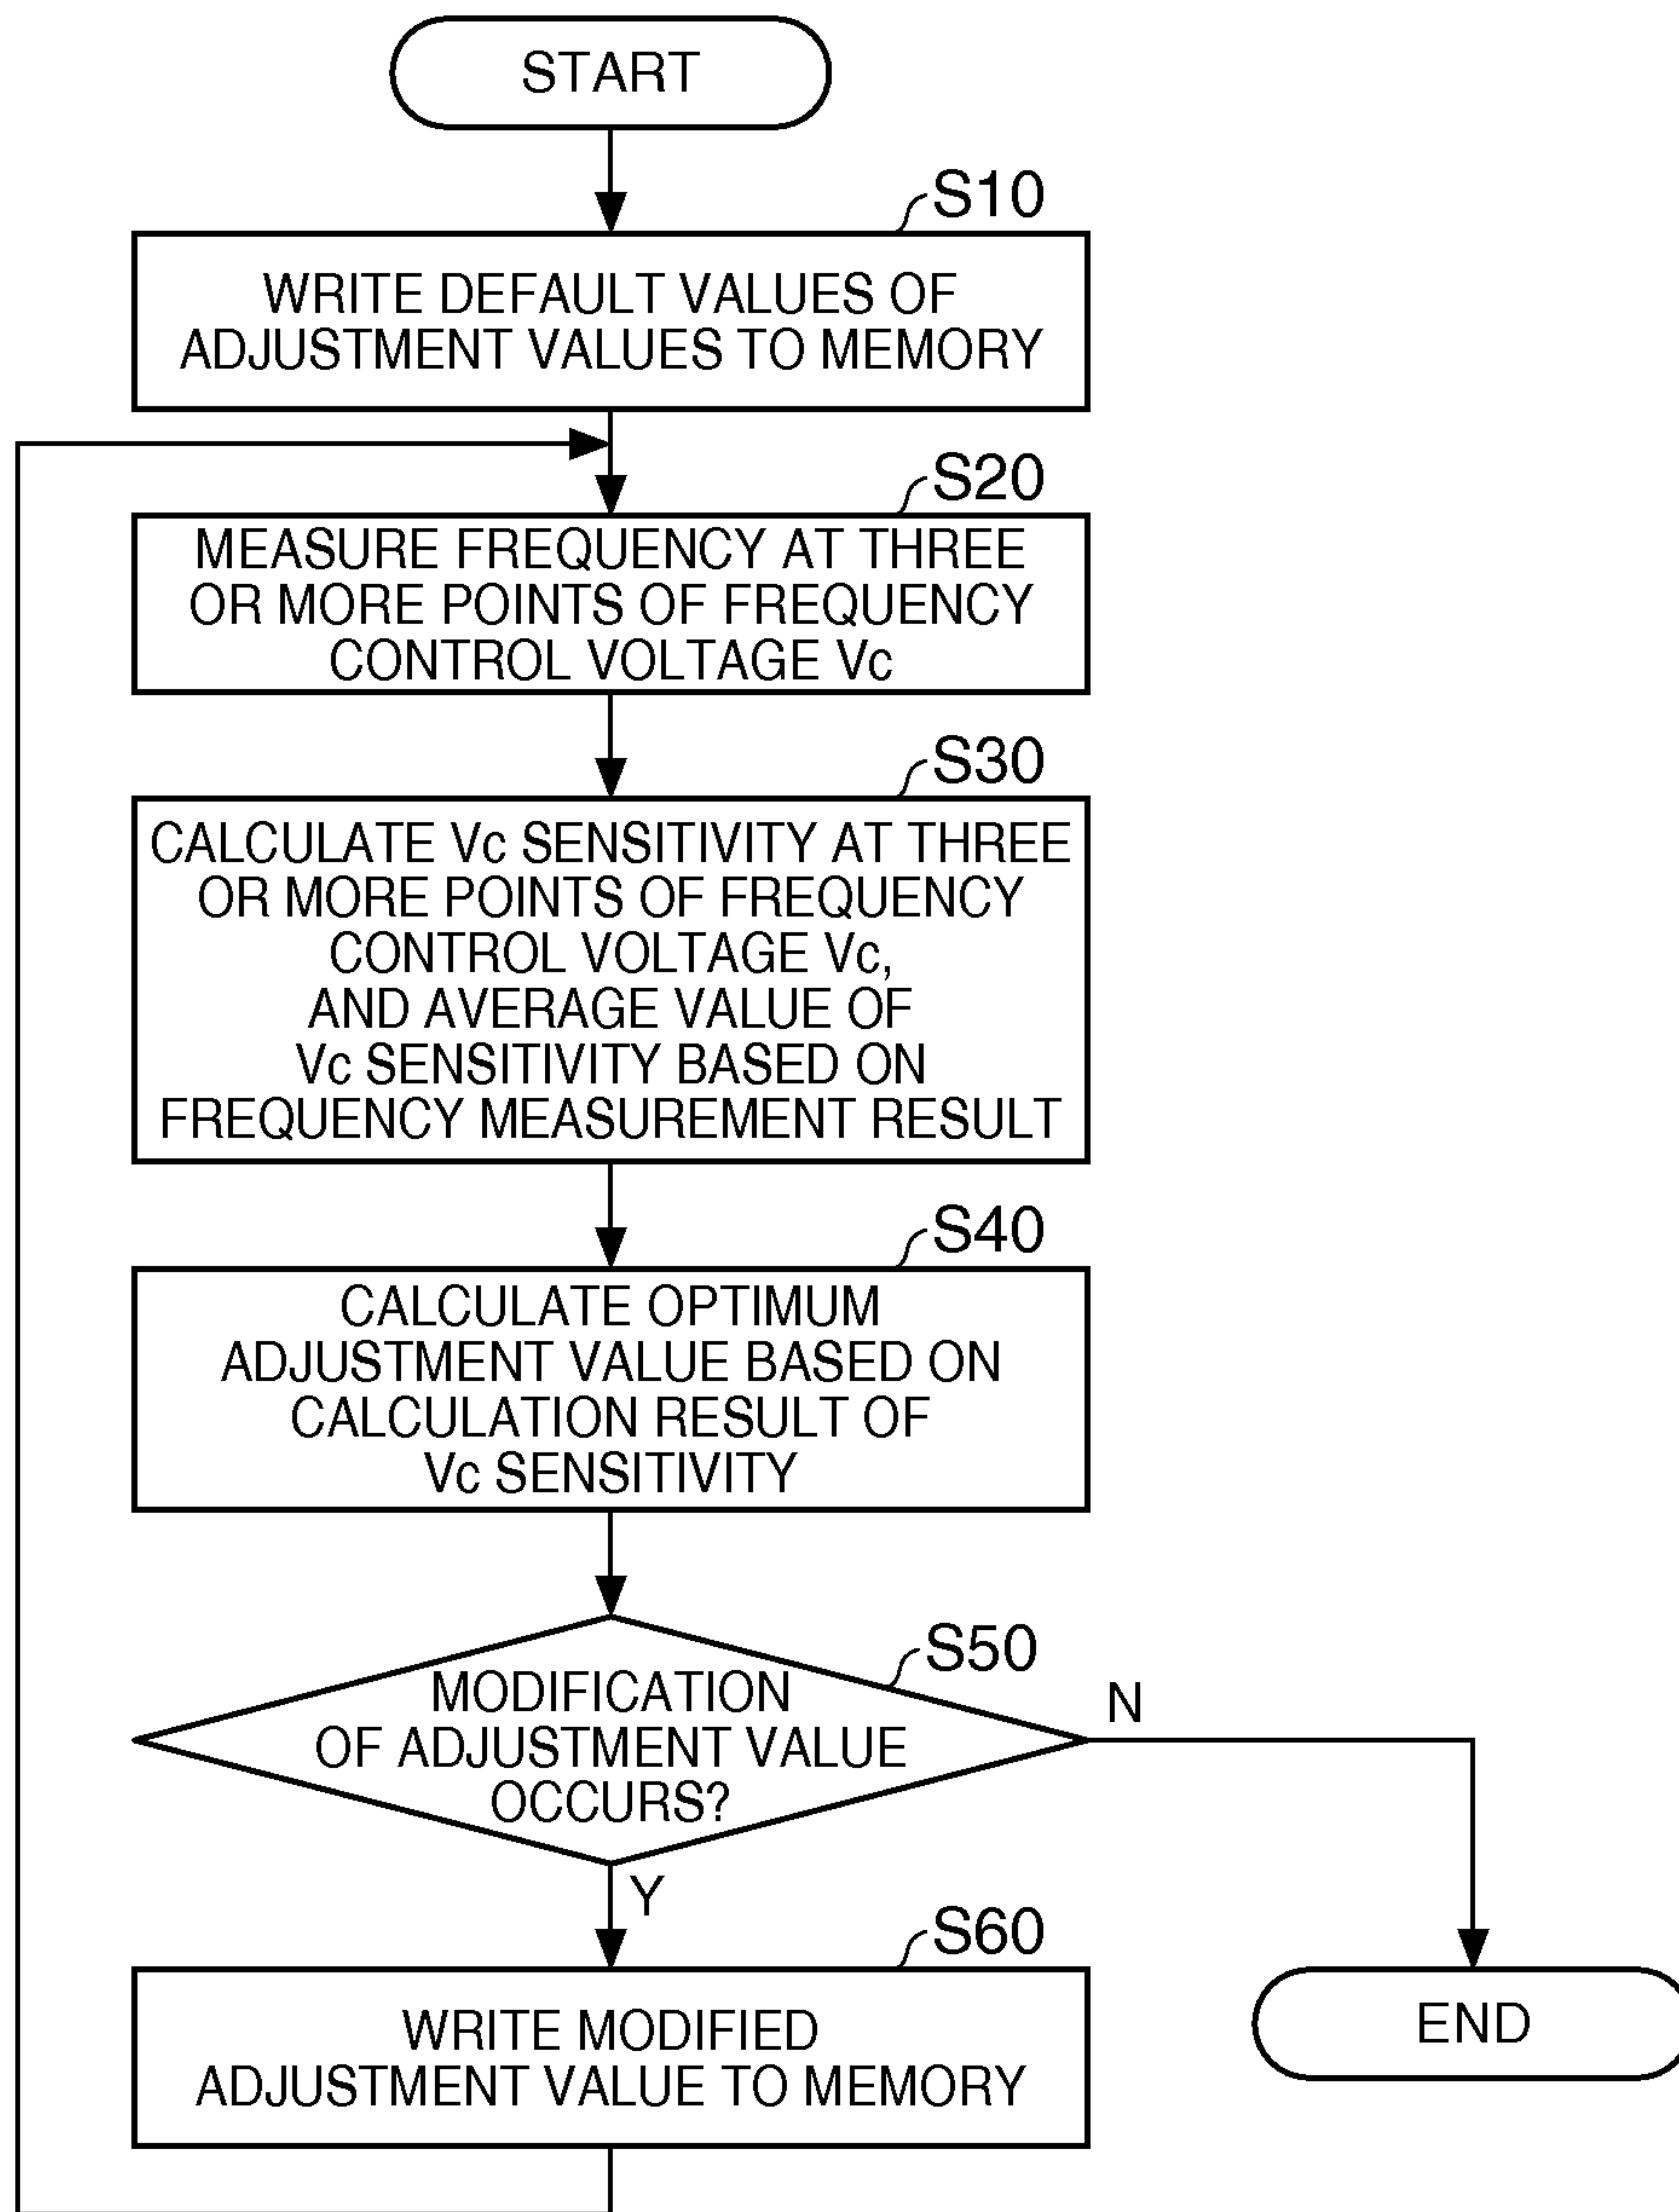 START
S10
WRITE DEFAULT VALUES OF
ADJUSTMENT VALUES TO MEMORY
S20
MEASURE FREQUENCY AT THREE
OR MORE POINTS OF FREQUENCY
CONTROL VOLTAGE Vc
S30
CALCULATE Vc SENSITIVITY AT THREE
OR MORE POINTS OF FREQUENCY
CONTROL VOLTAGE Vc,
AND AVERAGE VALUE OF
Vc SENSITIVITY BASED ON
FREQUENCY MEASUREMENT RESULT
S40
CALCULATE OPTIMUM
ADJUSTMENT VALUE BASED ON
CALCULATION RESULT OF
Vc SENSITIVITY
S50
MODIFICATION
OF ADJUSTMENT VALUE
OCCURS?
N
Y
S60
WRITE MODIFIED
ADJUSTMENT VALUE TO MEMORY
END